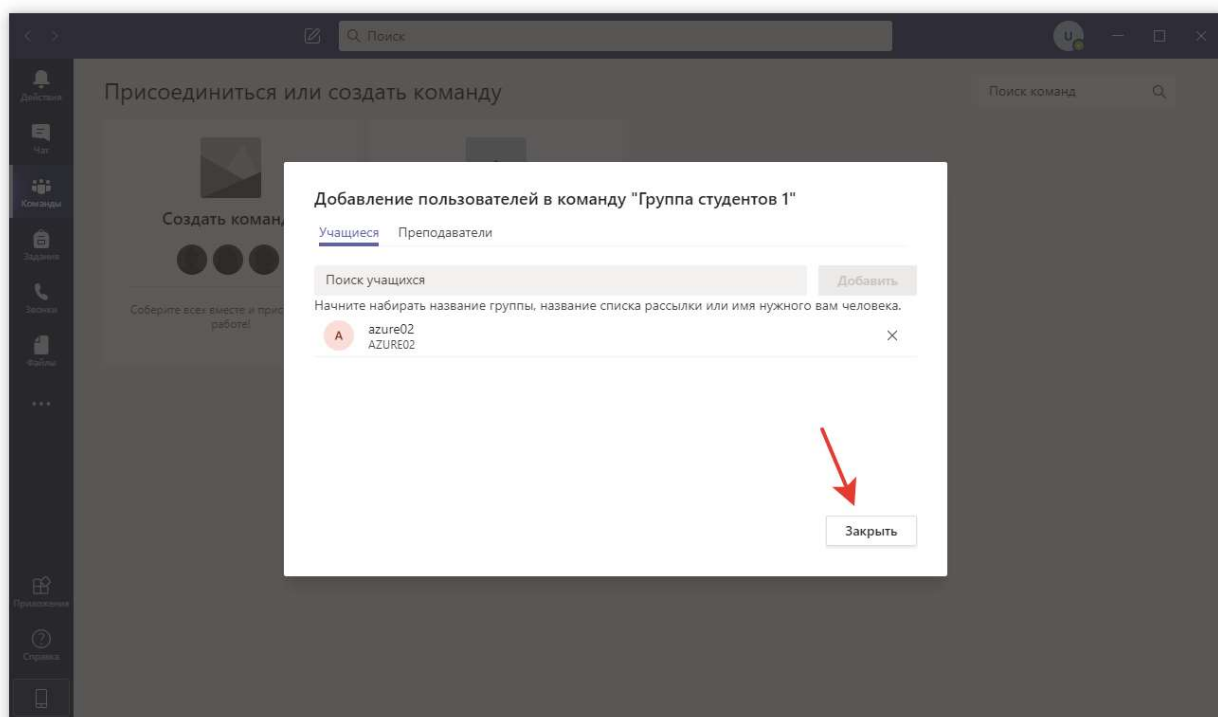 Поиск
U
Действия
Чат
Команды
Задания
Звонки
Файлы
Приложения
Справка
Присоединиться или создать команду
Поиск команд
Создать коман
Соберите всех вместе и прис
работе!
Добавление пользователей в команду "Группа студентов 1"
Учащиеся Преподаватели
Поиск учащихся
Добавить
Начните набирать название группы, название списка рассылки или имя нужного вам человека.
A
azure02
AZURE02
Закрыть